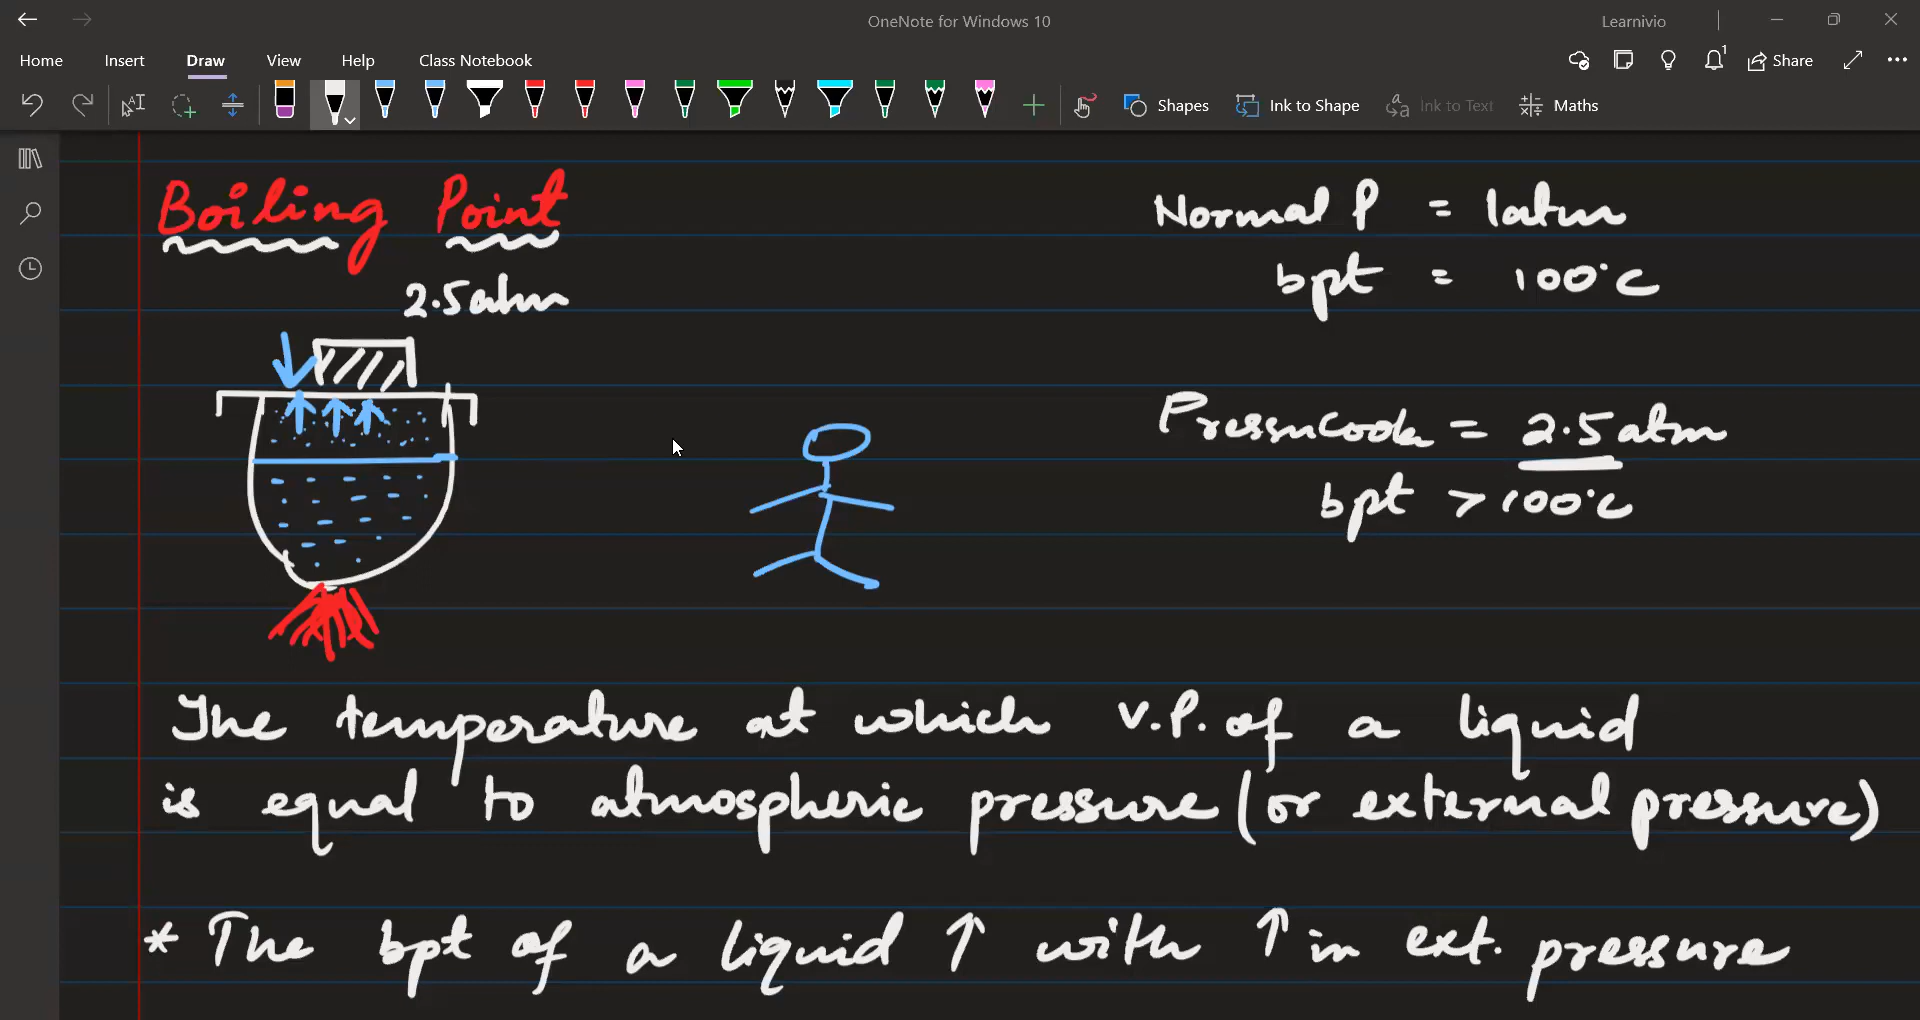 OneNote for Windows 10
Learnivio
Home Insert Draw View Help Class Notebook
1
Share
Shapes Ink to Shape Ink to Text Maths
Boiling Point
2.5atm
Normal P = 1atm
bpt = 100°C
Pressncook = 2.5atm
bpt > 100°C
The temperature at which v.p. of a liquid
is equal to atmospheric pressure (or external pressure)
* The bpt of a liquid ↑ with ↑ in ext. pressure